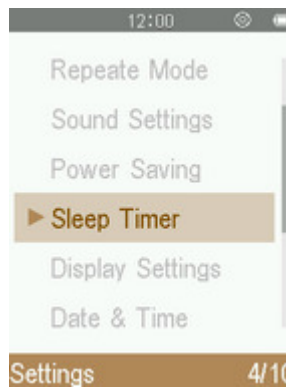 12:00
Repeate Mode
Sound Settings
Power Saving
Sleep Timer
Display Settings
Date & Time
Settings 4/10